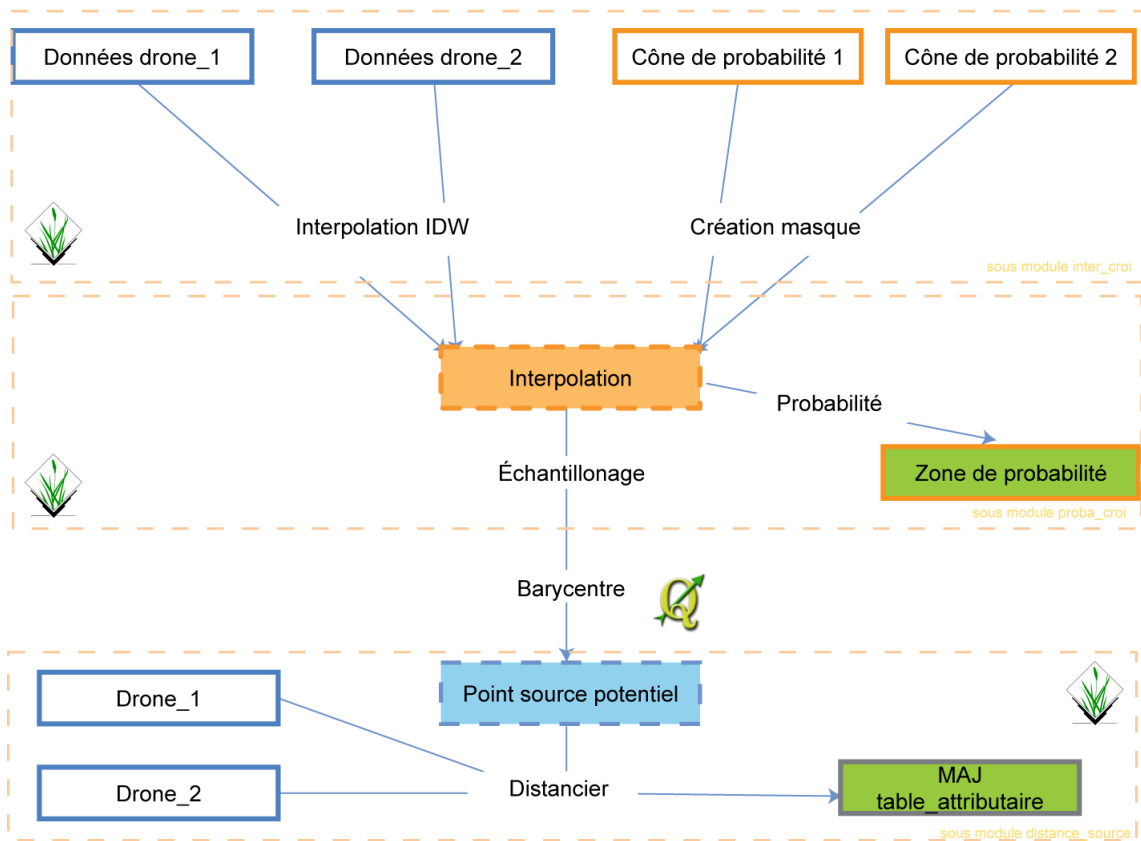 Données drone_1
Données drone_2
Cône de probabilité 1
Cône de probabilité 2
Interpolation IDW
Création masque
sous module inter_croi
Interpolation
Probabilité
Échantillonage
Zone de probabilité
sous module proba_croi
Barycentre
Drone_1
Point source potentiel
Drone_2
Distancier
MAJ
table_attributaire
sous module distance_source